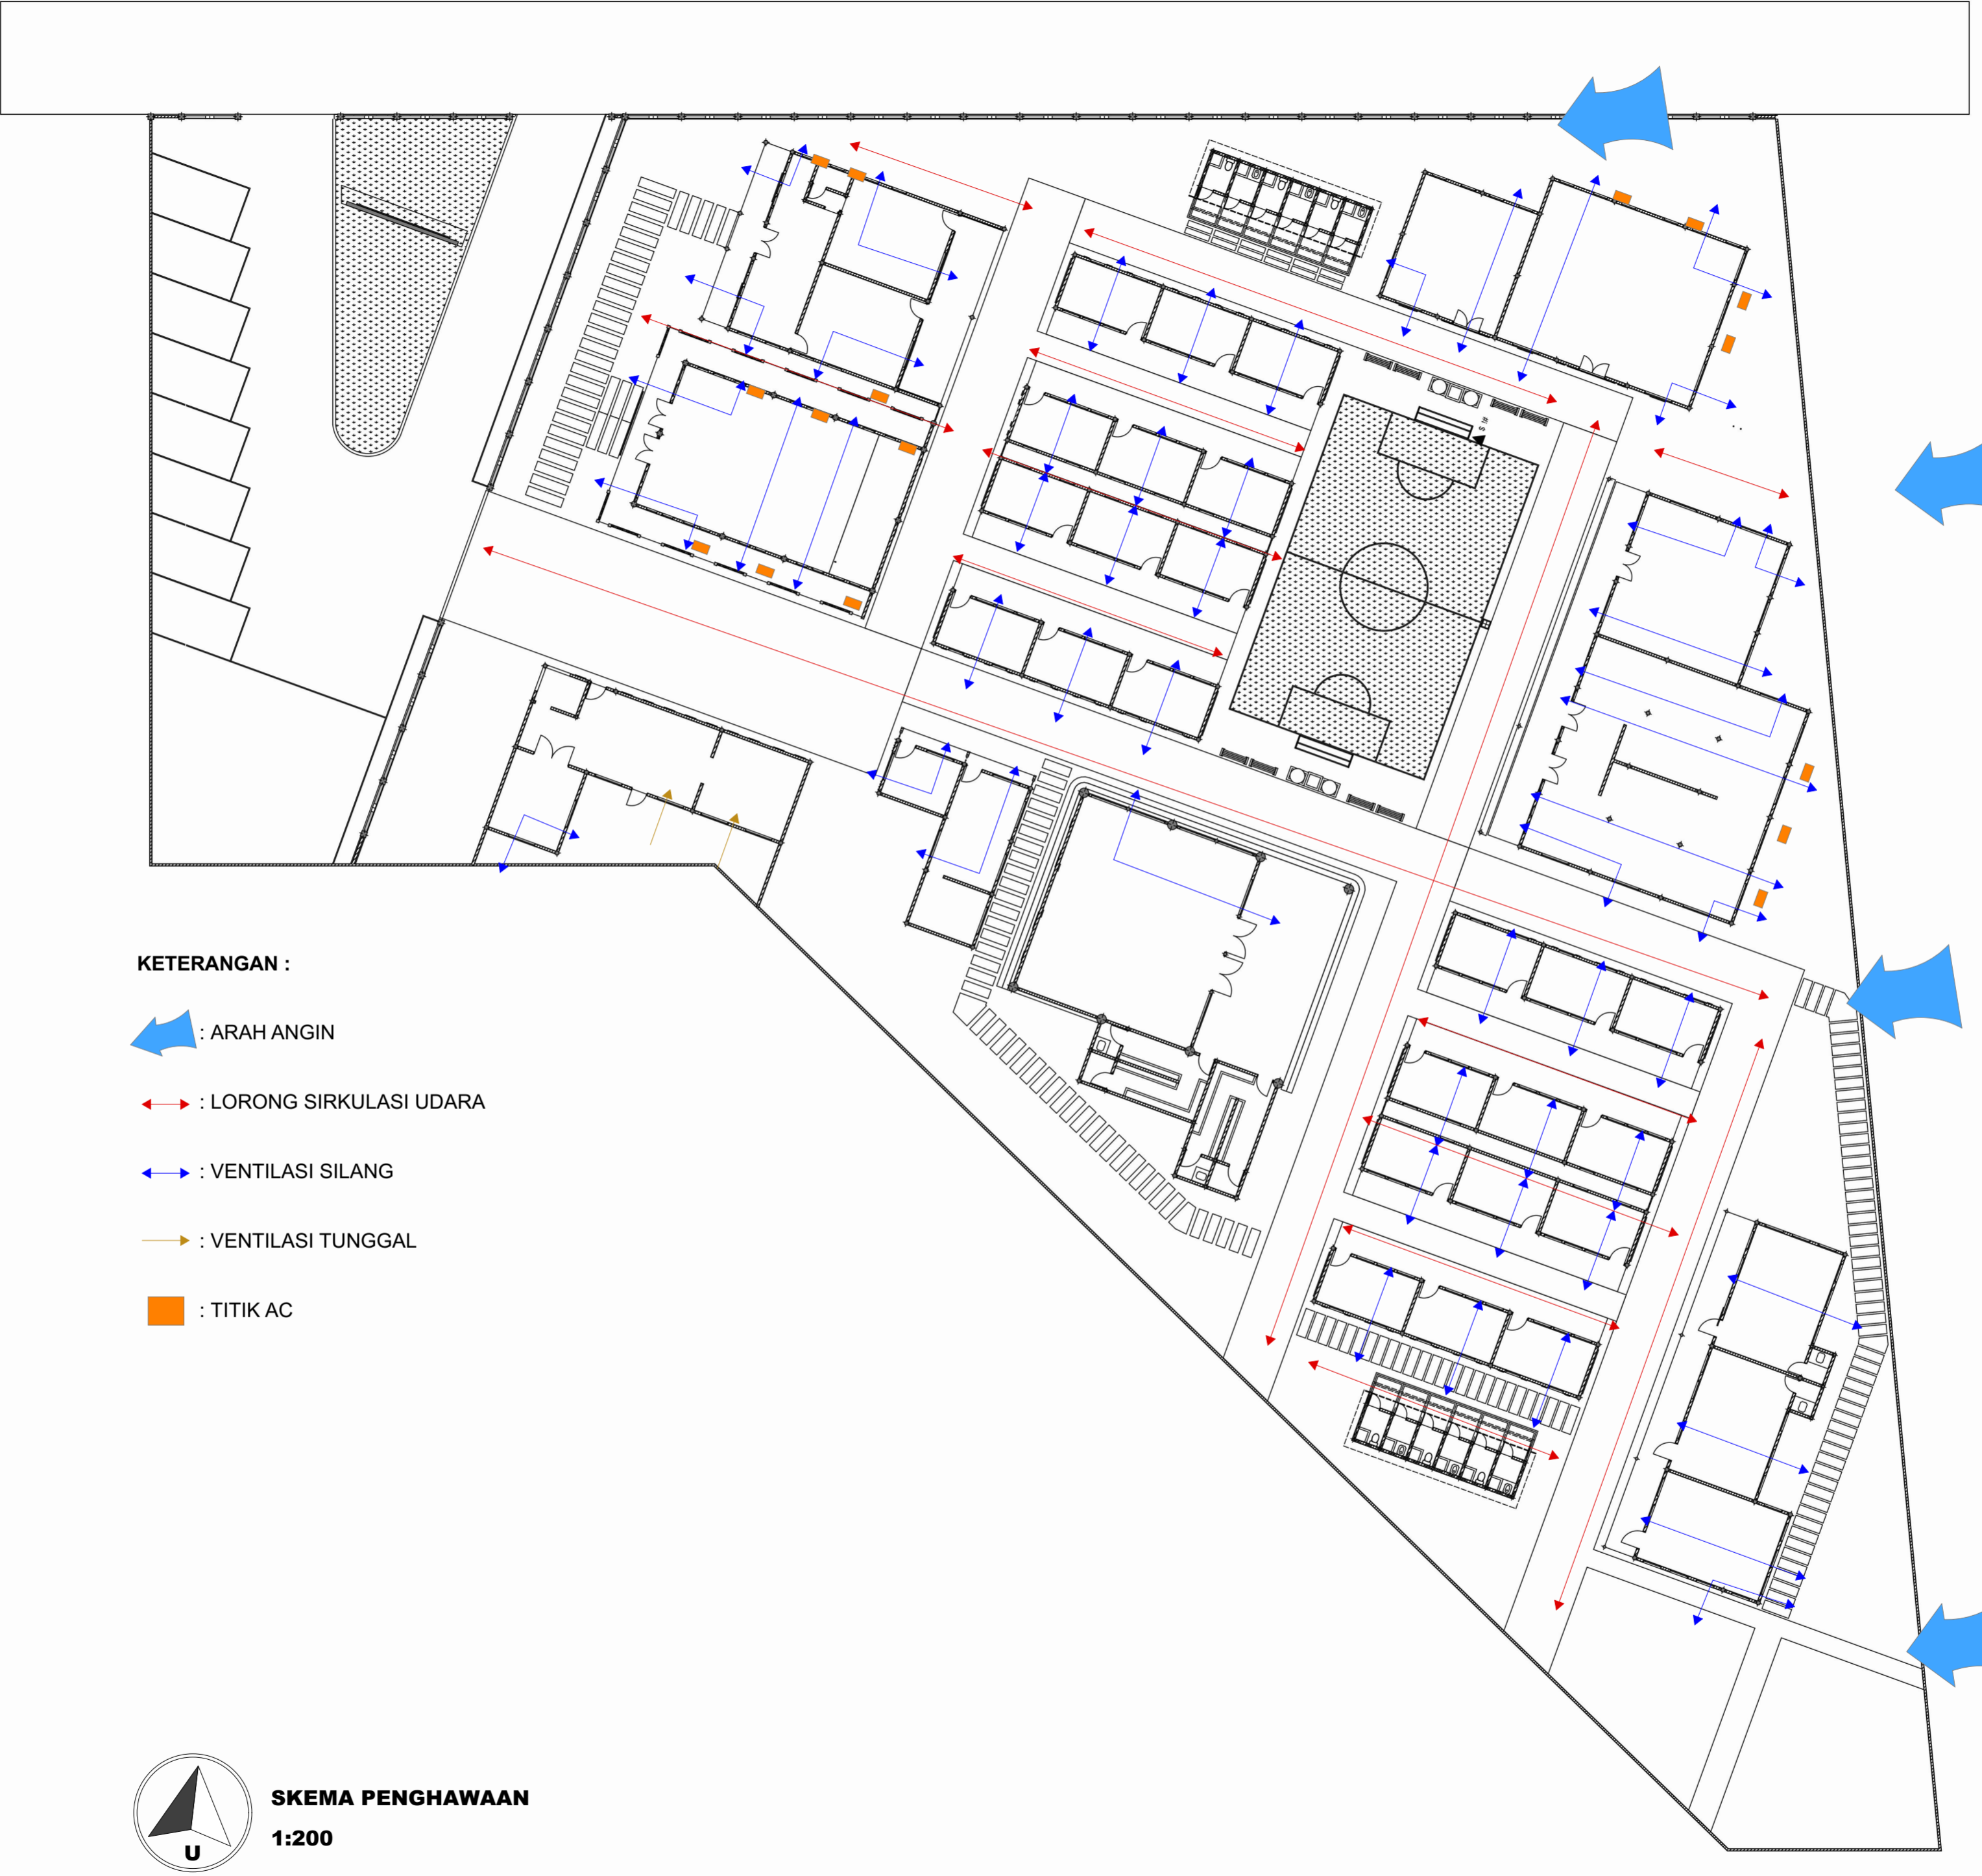 KETERANGAN :
: ARAH ANGIN
: LORONG SIRKULASI UDARA
: VENTILASI SILANG
: VENTILASI TUNGGAL
: TITIK AC
U
SKEMA PENGHAWAAN
1:200